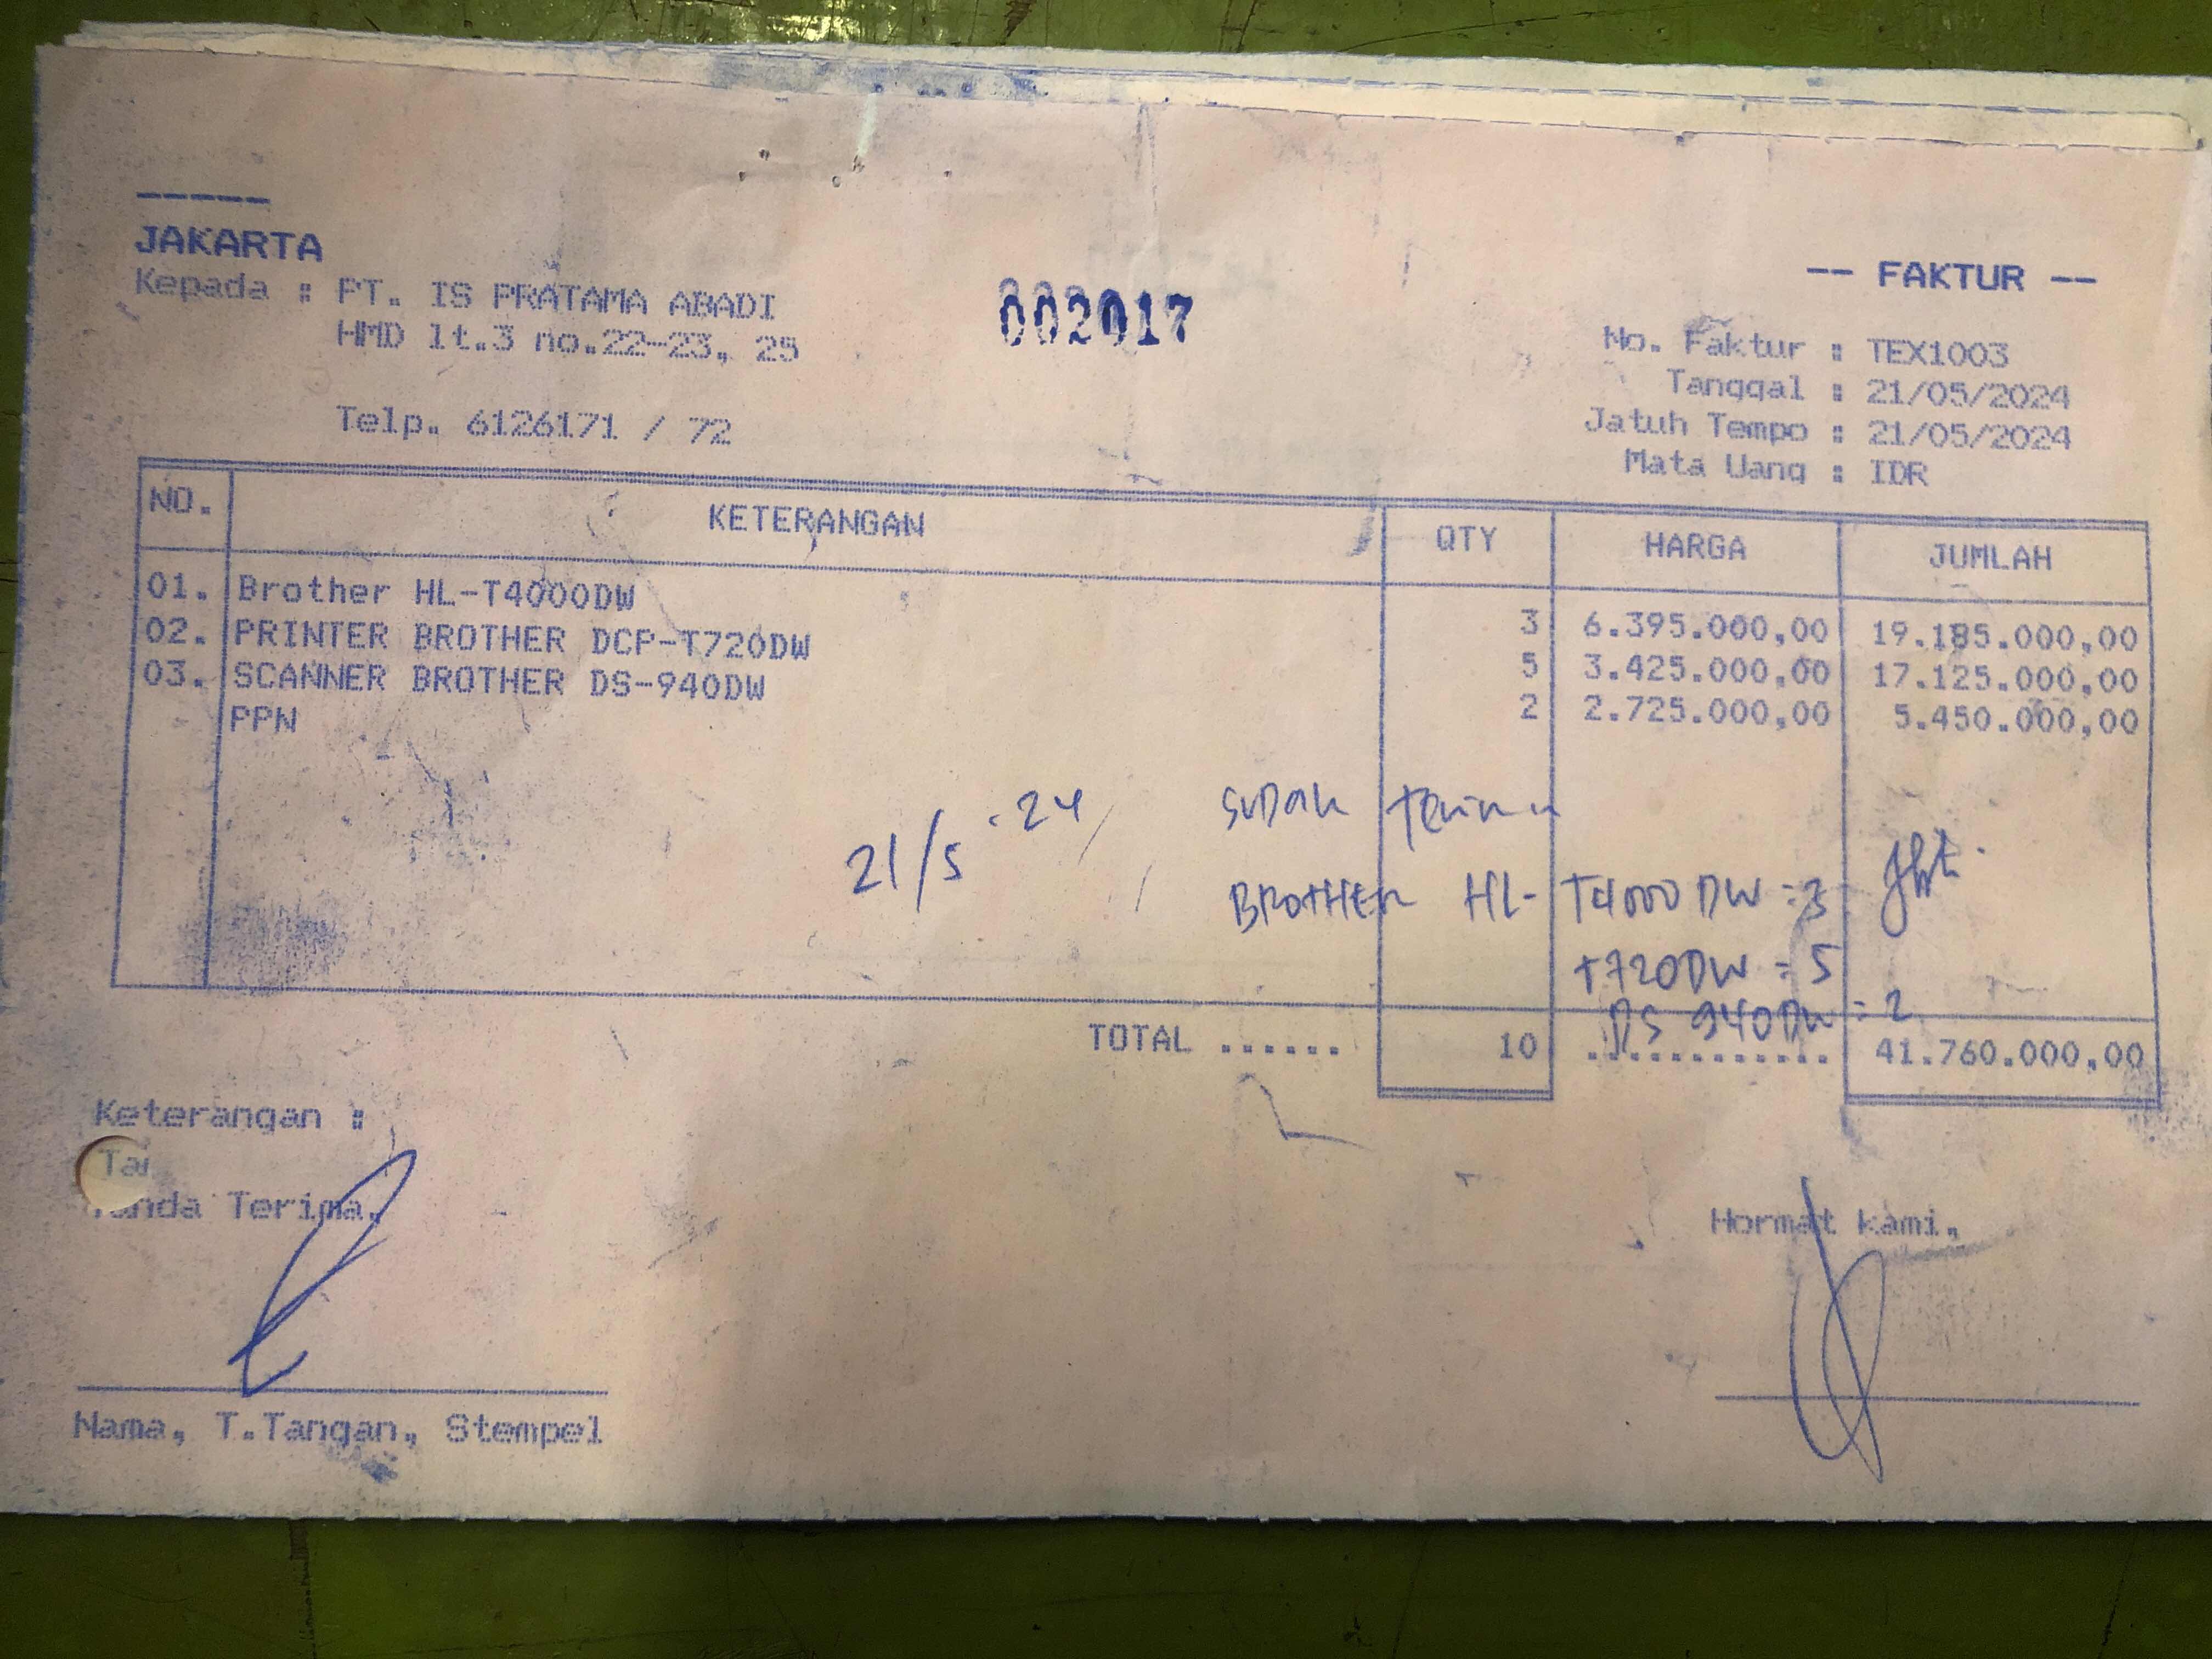 -----
JAKARTA
Kepada : PT. IS PRATAMA ABADI
HMD lt.3 no.22-23, 25
Telp. 6126171 / 72
002017
-- FAKTUR --
No. Faktur : TEX1003
Tanggal : 21/05/2024
Jatuh Tempo : 21/05/2024
Mata Uang : IDR
NO. KETERANGAN QTY HARGA JUMLAH
01. Brother HL-T4000DW 3 6.395.000,00 19.185.000,00
02. PRINTER BROTHER DCP-T720DW 5 3.425.000,00 17.125.000,00
03. SCANNER BROTHER DS-940DW 2 2.725.000,00 5.450.000,00
PPN
21/5-24 SUDAH Terima
BROTHER HL-T4000DW = 3
T720DW = 5
DS 940DW = 2
TOTAL ...... 10 ............ 41.760.000,00
Keterangan :
Tanda Terima, Hormat kami,
Nama, T.Tangan, Stempel